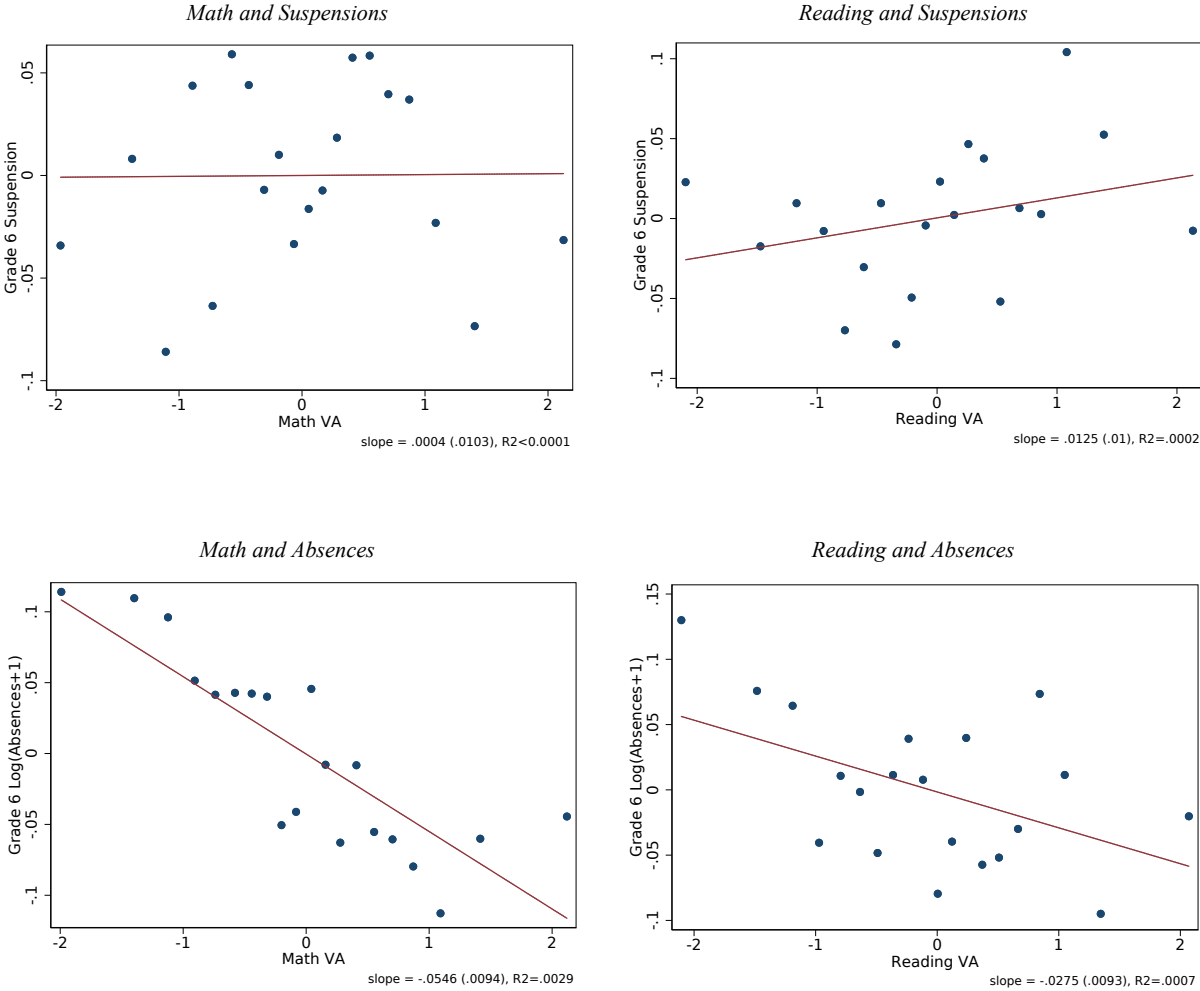 Math and Suspensions
Grade 6 Suspension
.05
0
-.05
-.1
-2 -1 0 1 2
Math VA
slope = .0004 (.0103), R2<0.0001
Reading and Suspensions
Grade 6 Suspension
.1
.05
0
-.05
-.1
-2 -1 0 1 2
Reading VA
slope = .0125 (.01), R2=.0002
Math and Absences
Grade 6 Log(Absences+1)
.1
.05
0
-.05
-.1
-2 -1 0 1 2
Math VA
slope = -.0546 (.0094), R2=.0029
Reading and Absences
Grade 6 Log(Absences+1)
.15
.1
.05
0
-.05
-.1
-2 -1 0 1 2
Reading VA
slope = -.0275 (.0093), R2=.0007